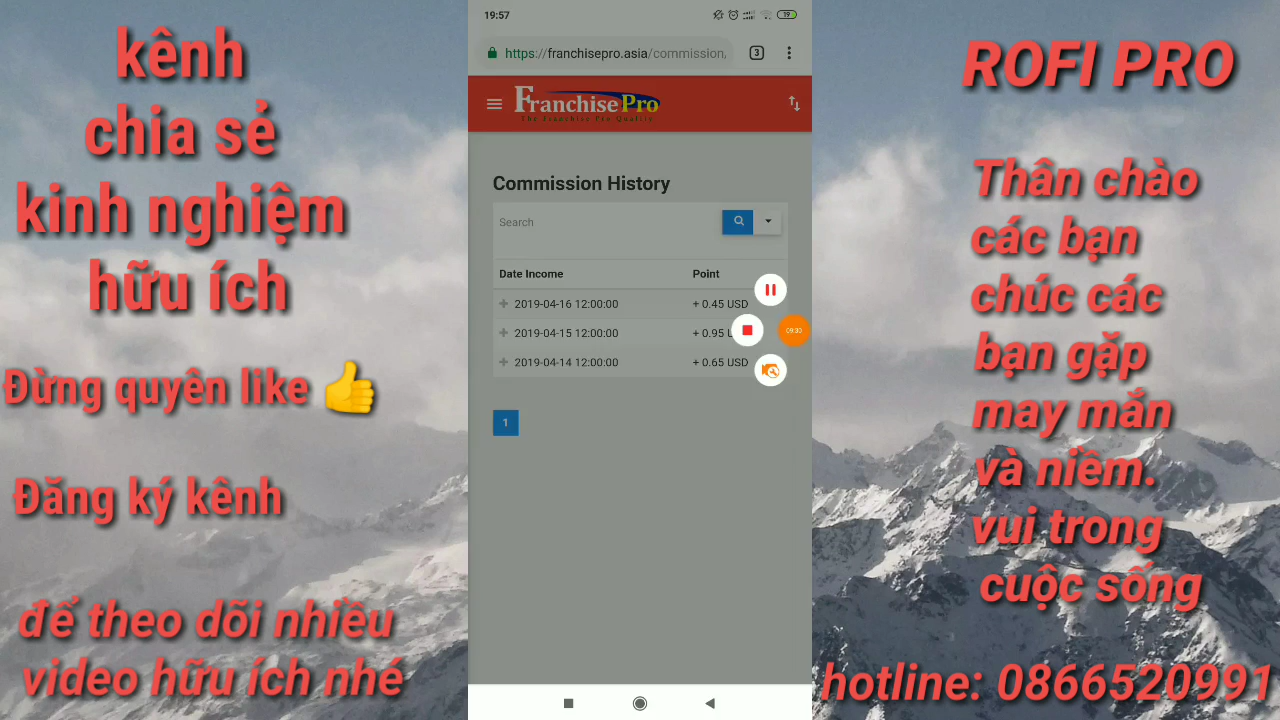 kênh
chia sẻ
kinh nghiệm
hữu ích
Đừng quyên like 👍
Đăng ký kênh
để theo dõi nhiều
video hữu ích nhé
19:57
19
https://franchisepro.asia/commission,
3
FranchisePro
The Franchise Pro Quality
Commission History
Search
Date Income Point
2019-04-16 12:00:00 + 0.45 USD
2019-04-15 12:00:00 + 0.95
2019-04-14 12:00:00 + 0.65 USD
09:30
1
ROFI PRO
Thân chào
các bạn
chúc các
bạn gặp
may mắn
và niềm.
vui trong
cuộc sống
hotline: 0866520991